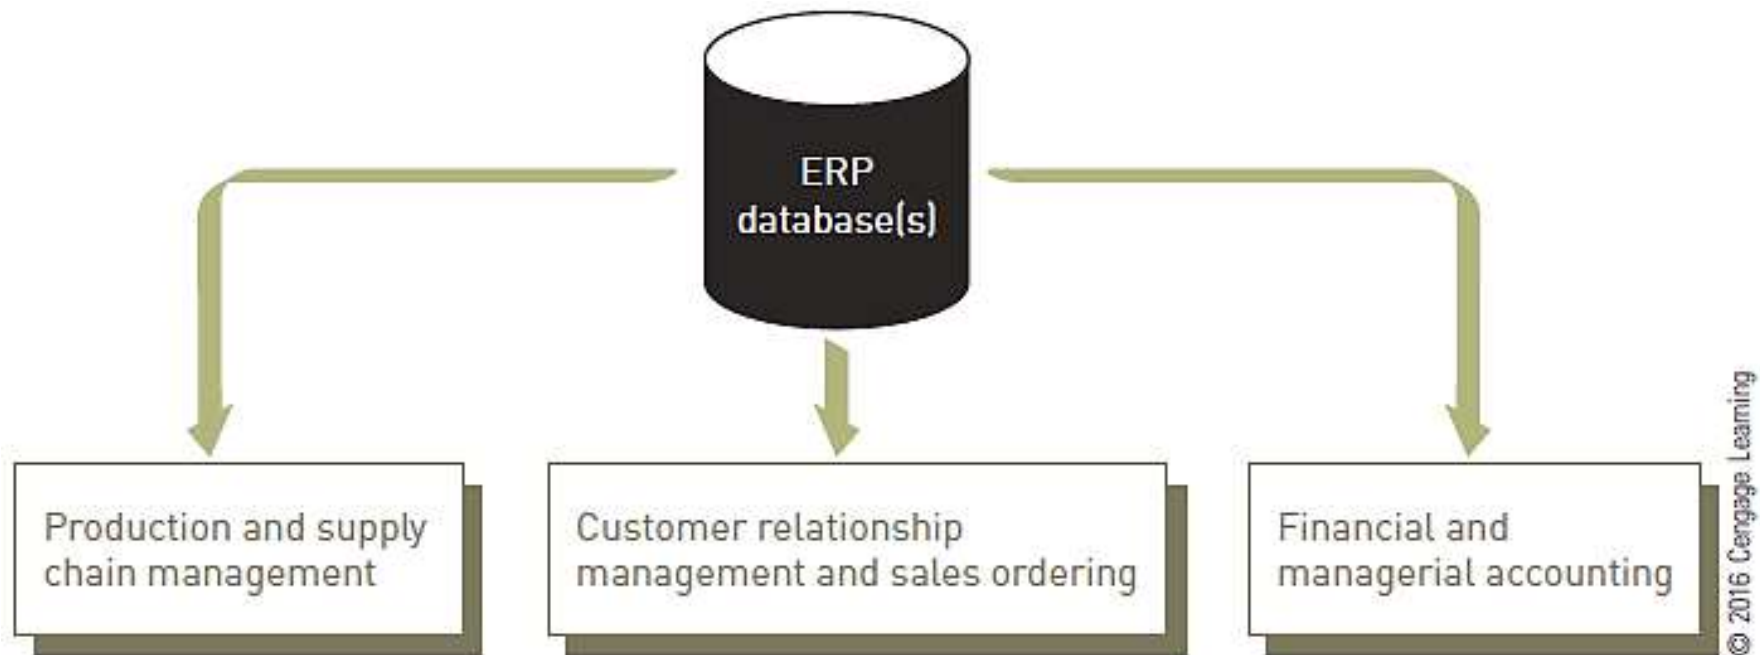 ERP
database(s)
Production and supply
chain management
Customer relationship
management and sales ordering
Financial and
managerial accounting
© 2016 Cengage Learning